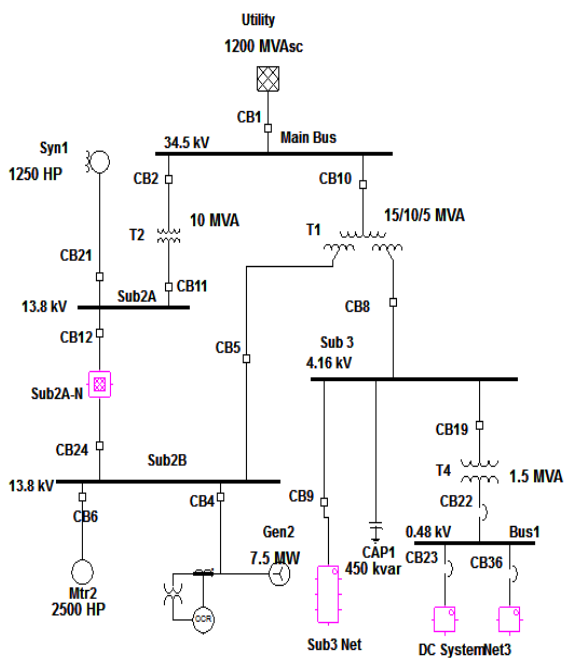 Utility
1200 MVAsc
CB1
34.5 kV
Main Bus
Syn1
1250 HP
CB2
CB10
10 MVA
15/10/5 MVA
T2
T1
CB21
CB11
CB8
13.8 kV
Sub2A
CB12
CB5
Sub 3
4.16 kV
Sub2A-N
CB24
CB19
T4
1.5 MVA
Sub2B
13.8 kV
CB6
CB4
CB9
CB22
Gen2
7.5 MW
0.48 kV
Bus1
CAP1
450 kvar
CB23
CB36
Mtr2
2500 HP
OCR
Sub3 Net
DC System
Net3